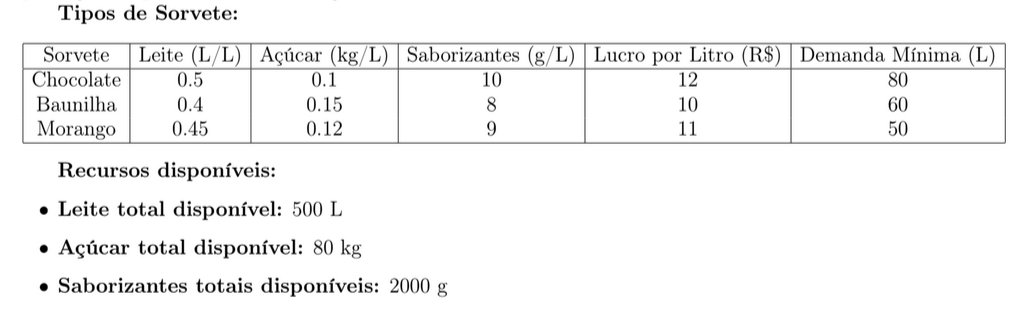 Tipos de Sorvete:
Sorvete Leite (L/L) Açúcar (kg/L) Saborizantes (g/L) Lucro por Litro (R$) Demanda Mínima (L)
Chocolate 0.5 0.1 10 12 80
Baunilha 0.4 0.15 8 10 60
Morango 0.45 0.12 9 11 50
Recursos disponíveis:
• Leite total disponível: 500 L
• Açúcar total disponível: 80 kg
• Saborizantes totais disponíveis: 2000 g